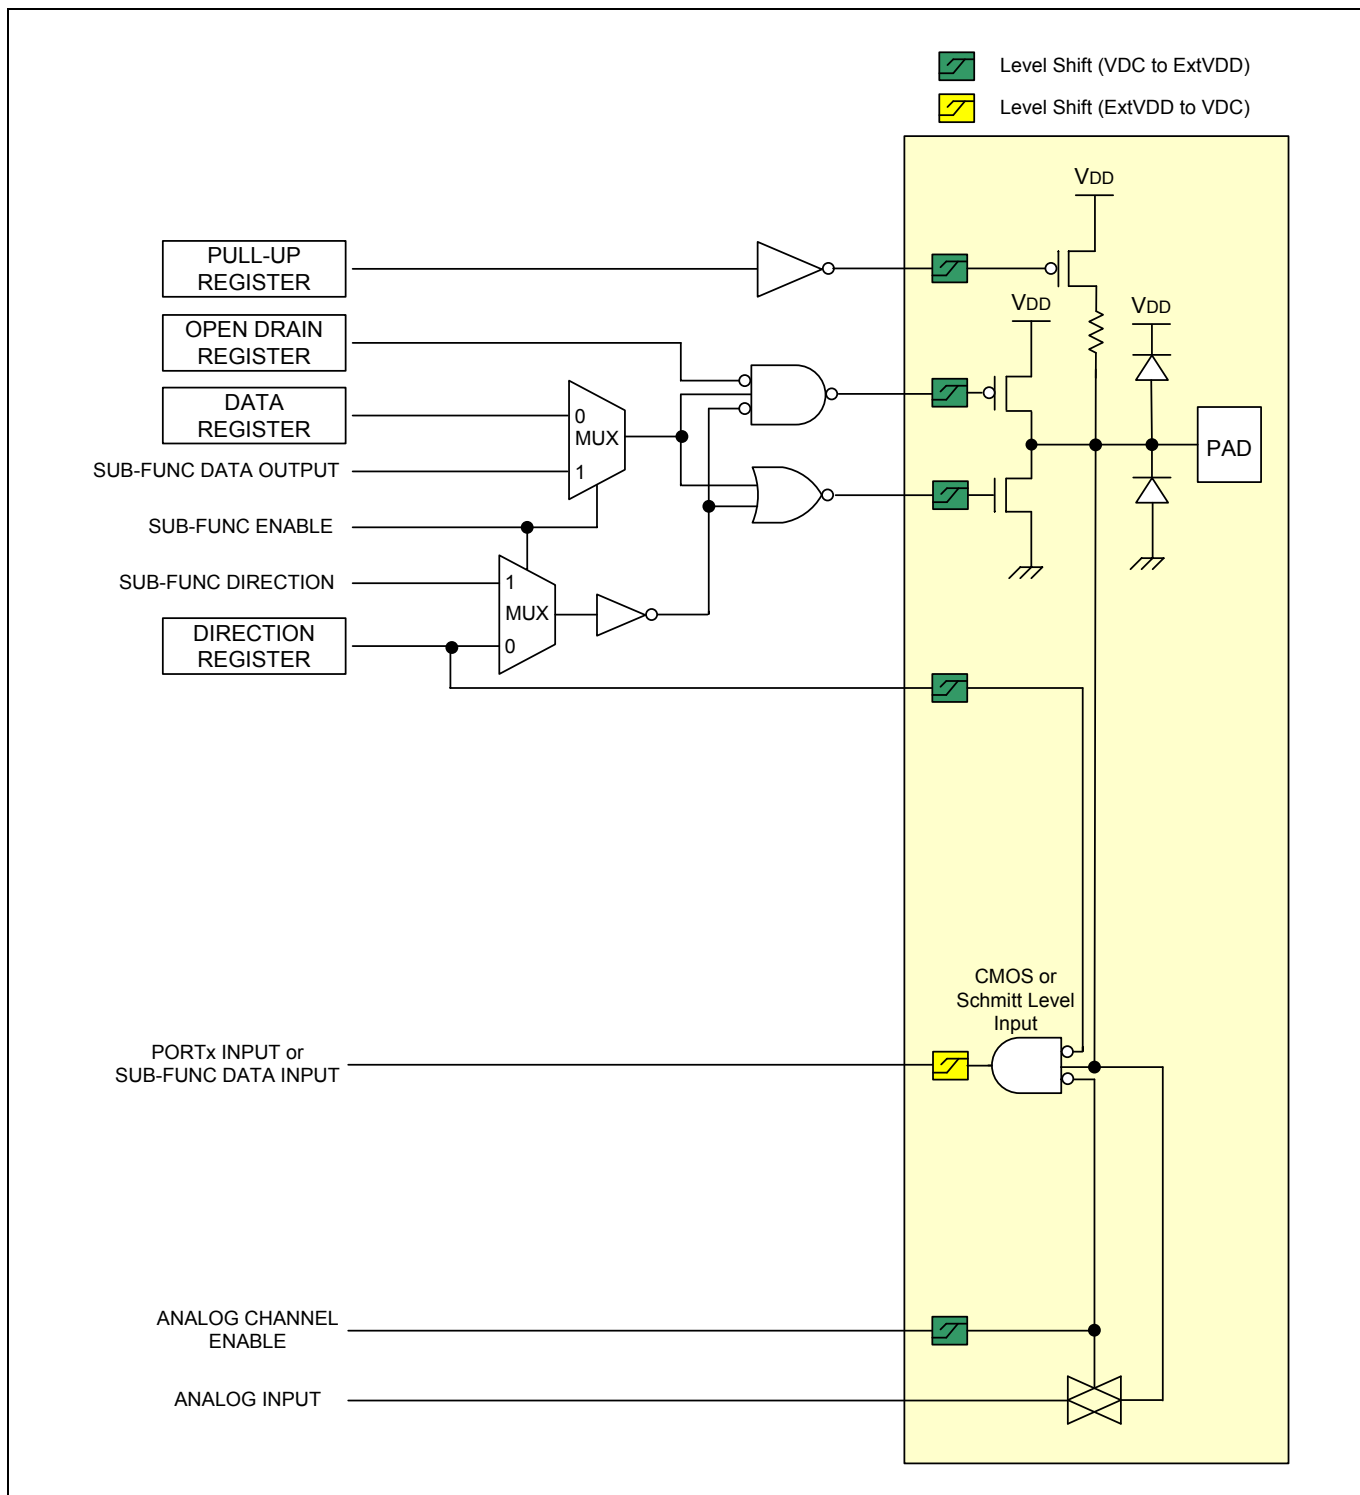 Level Shift (VDC to ExtVDD)
Level Shift (ExtVDD to VDC)
VDD
PULL-UP
REGISTER
VDD
VDD
OPEN DRAIN
REGISTER
DATA
REGISTER
0
MUX
1
PAD
SUB-FUNC DATA OUTPUT
SUB-FUNC ENABLE
SUB-FUNC DIRECTION
1
MUX
0
DIRECTION
REGISTER
CMOS or
Schmitt Level
Input
PORTx INPUT or
SUB-FUNC DATA INPUT
ANALOG CHANNEL
ENABLE
ANALOG INPUT